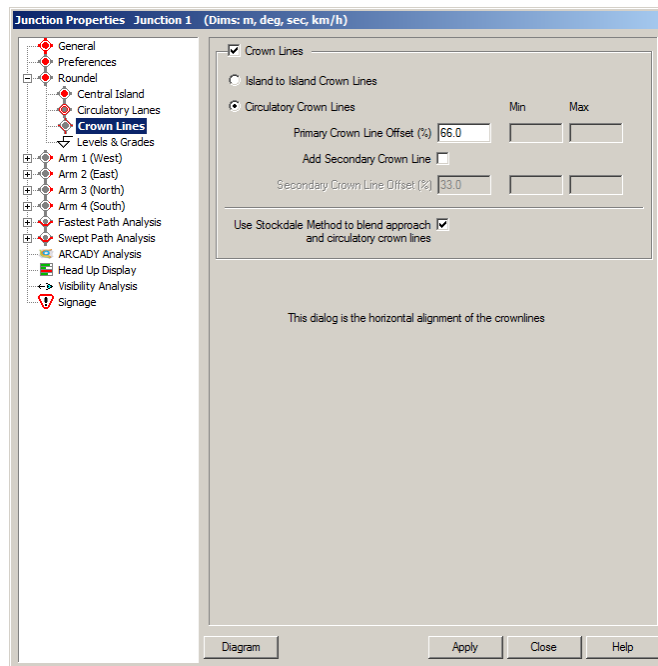 Junction Properties Junction 1 (Dims: m, deg, sec, km/h)
General
Preferences
Roundel
Central Island
Circulatory Lanes
Crown Lines
Levels & Grades
Arm 1 (West)
Arm 2 (East)
Arm 3 (North)
Arm 4 (South)
Fastest Path Analysis
Swept Path Analysis
ARCADY Analysis
Head Up Display
Visibility Analysis
Signage
Crown Lines
Island to Island Crown Lines
Circulatory Crown Lines Min Max
Primary Crown Line Offset (%) 66.0
Add Secondary Crown Line
Secondary Crown Line Offset (%) 33.0
Use Stockdale Method to blend approach
and circulatory crown lines
This dialog is the horizontal alignment of the crownlines
Diagram Apply Close Help